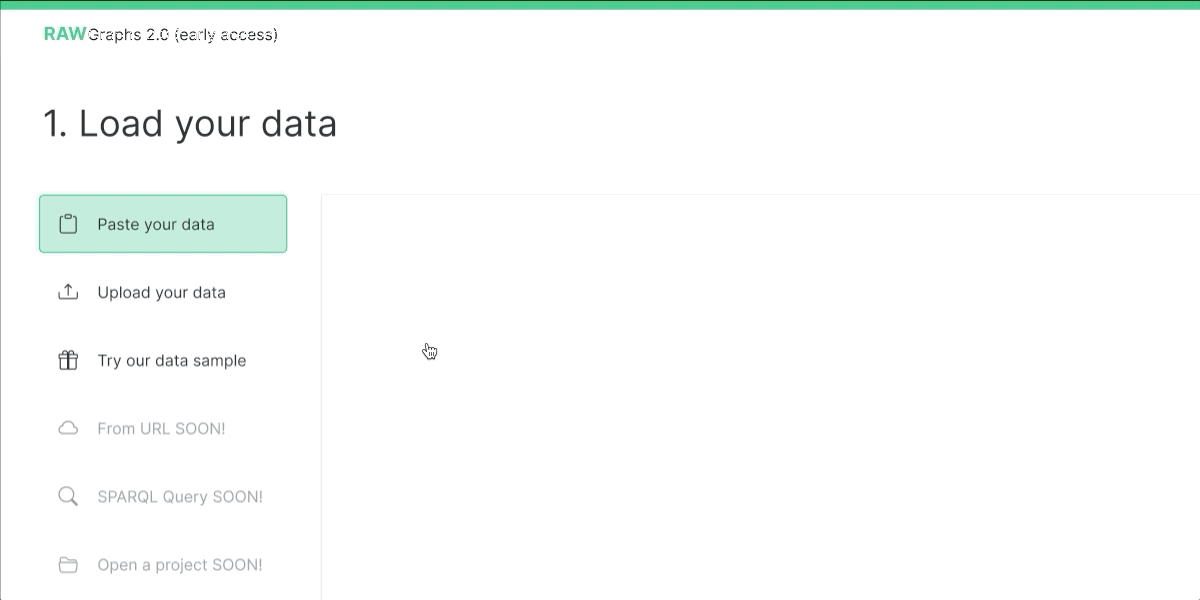 RAWGraphs 2.0 (early access)
1. Load your data
Paste your data
Upload your data
Try our data sample
From URL SOON!
SPARQL Query SOON!
Open a project SOON!